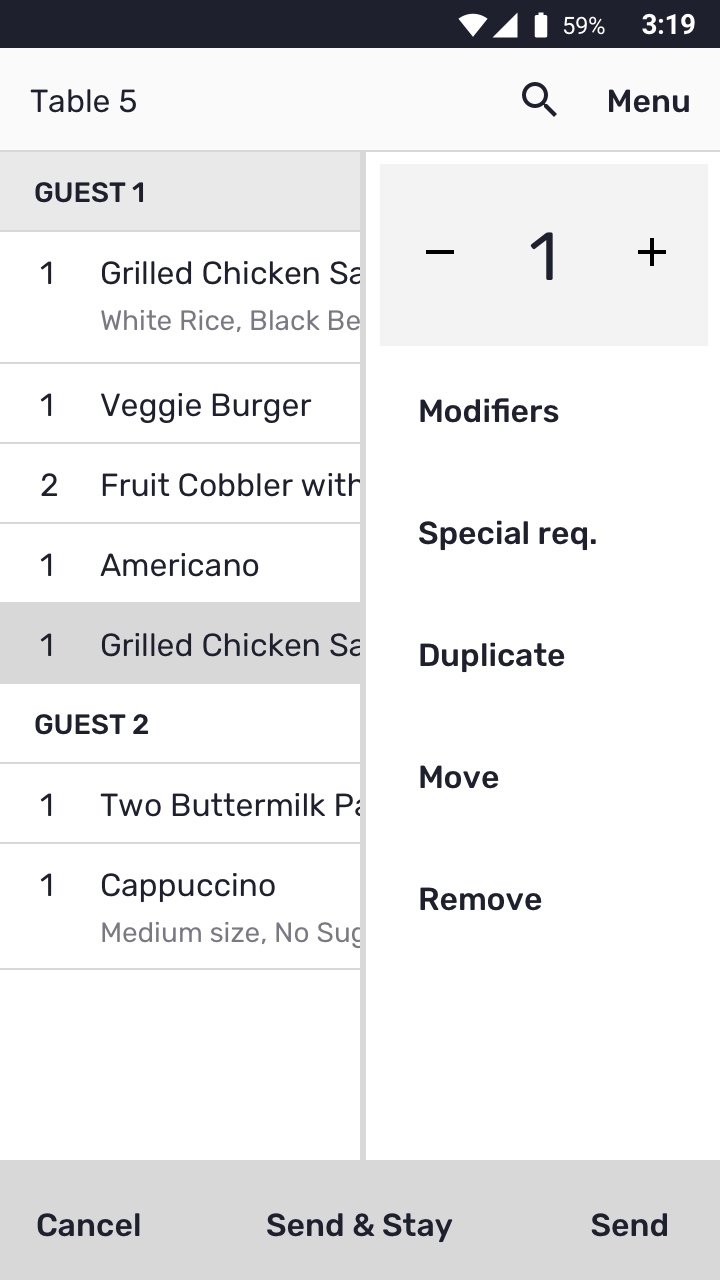 59% 3:19
Table 5 Menu
GUEST 1
1 Grilled Chicken Sa
White Rice, Black Be
1 Veggie Burger
2 Fruit Cobbler with
1 Americano
1 Grilled Chicken Sa
GUEST 2
1 Two Buttermilk Pa
1 Cappuccino
Medium size, No Sug
− 1 +
Modifiers
Special req.
Duplicate
Move
Remove
Cancel Send & Stay Send